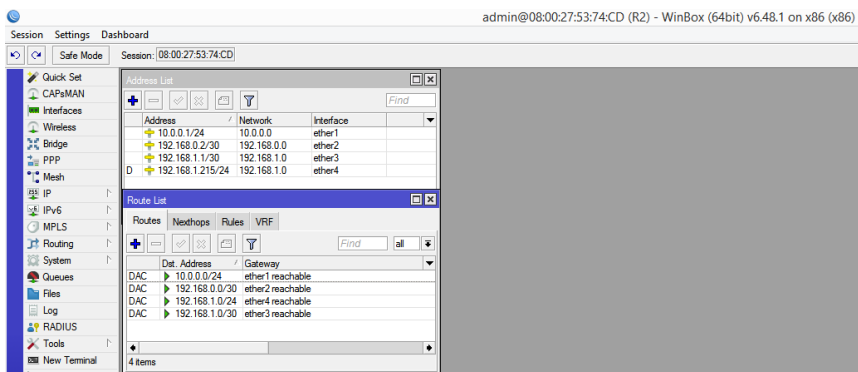 admin@08:00:27:53:74:CD (R2) - WinBox (64bit) v6.48.1 on x86 (x86)
Session Settings Dashboard
Safe Mode Session: 08:00:27:53:74:CD
Quick Set
CAPsMAN
Interfaces
Wireless
Bridge
PPP
Mesh
IP
IPv6
MPLS
Routing
System
Queues
Files
Log
RADIUS
Tools
New Terminal
Address List
Find
Address Network Interface
10.0.0.1/24 10.0.0.0 ether1
192.168.0.2/30 192.168.0.0 ether2
192.168.1.1/30 192.168.1.0 ether3
D 192.168.1.215/24 192.168.1.0 ether4
Route List
Routes Nexthops Rules VRF
Find all
Dst. Address Gateway
DAC 10.0.0.0/24 ether1 reachable
DAC 192.168.0.0/30 ether2 reachable
DAC 192.168.1.0/24 ether4 reachable
DAC 192.168.1.0/30 ether3 reachable
4 items